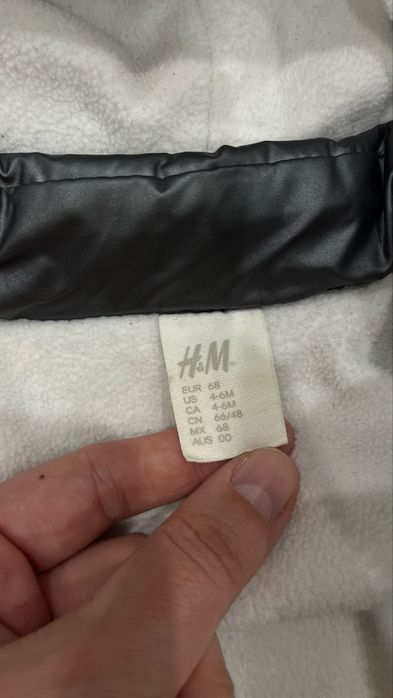 H&M
EUR 68
US 4-6M
CA 4-6M
CN 66/48
MX 68
AUS 00